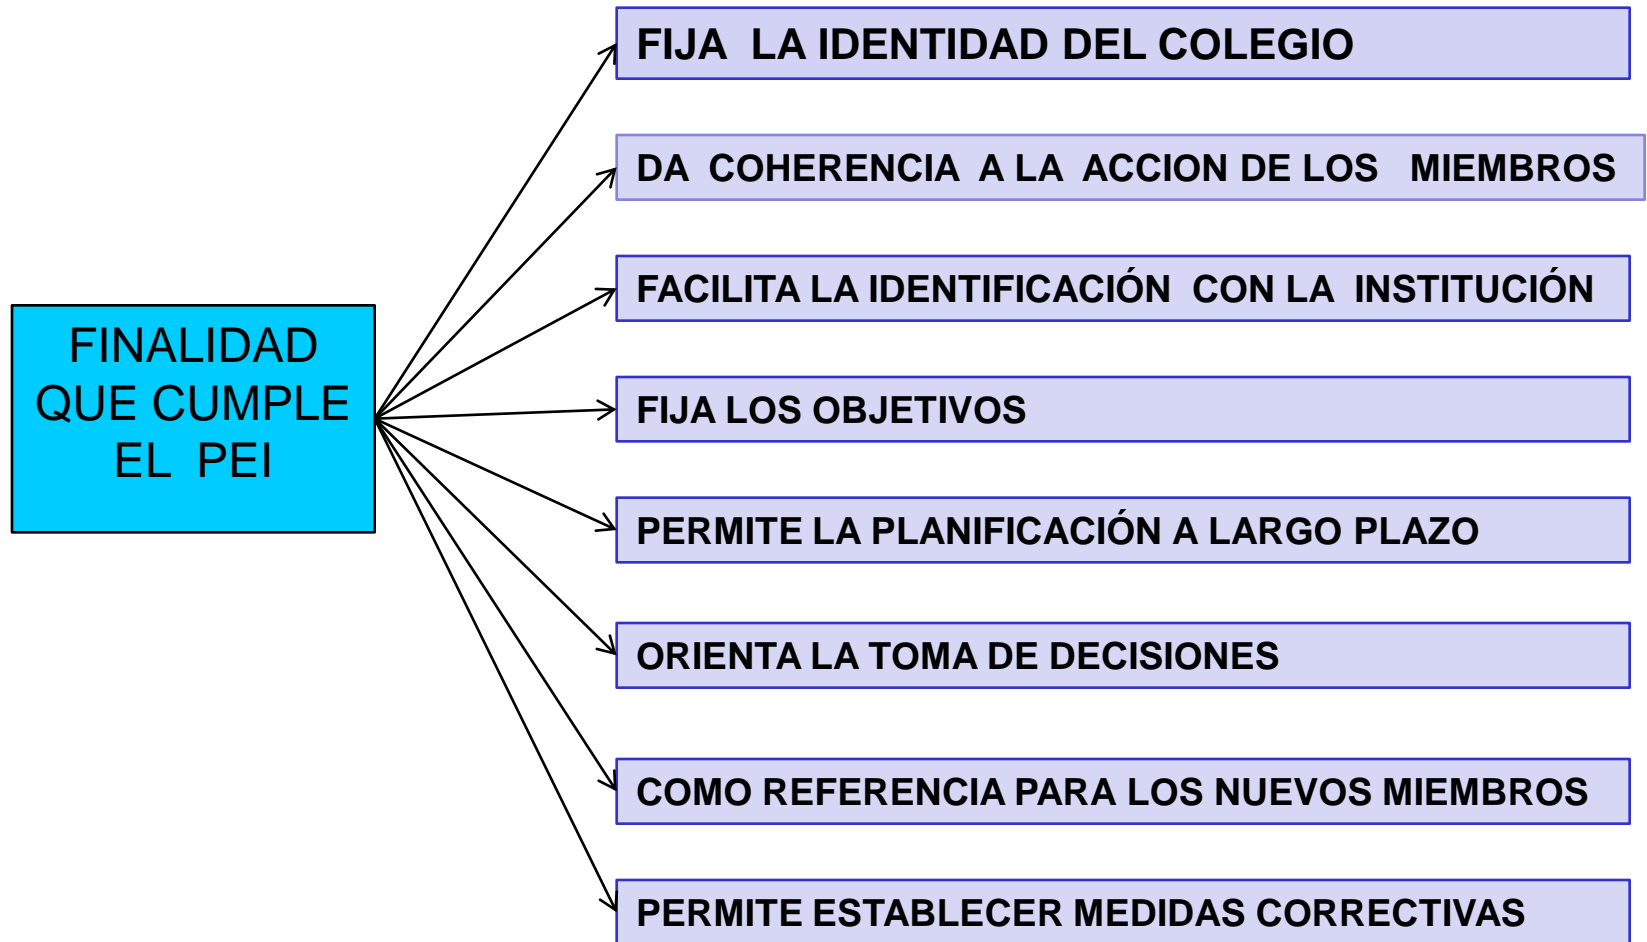 FIJA LA IDENTIDAD DEL COLEGIO
DA COHERENCIA A LA ACCION DE LOS MIEMBROS
FACILITA LA IDENTIFICACIÓN CON LA INSTITUCIÓN
FINALIDAD
QUE CUMPLE
EL PEI
FIJA LOS OBJETIVOS
PERMITE LA PLANIFICACIÓN A LARGO PLAZO
ORIENTA LA TOMA DE DECISIONES
COMO REFERENCIA PARA LOS NUEVOS MIEMBROS
PERMITE ESTABLECER MEDIDAS CORRECTIVAS